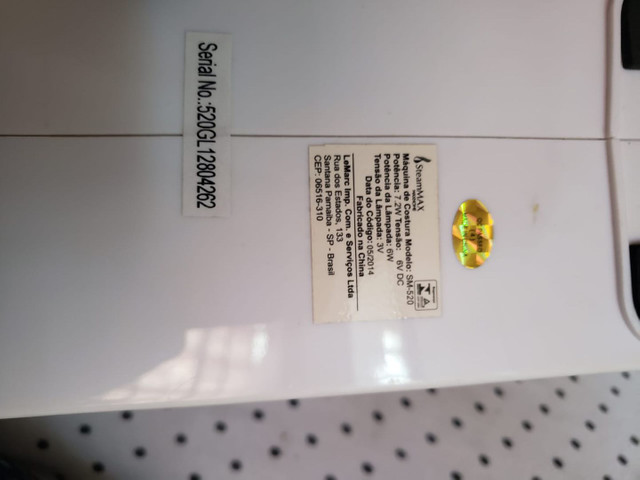 Serial No.:520GL12804262
SteamMAX
Máquina de Costura Modelo: SM-520
Potência: 7.2W Tensão: 6V DC
Potência da Lâmpada: 6W
Tensão da Lâmpada: 3V
Data do Código: 05/2014
Fabricado na China
LeMarc Imp. Com. e Serviços Ltda
Rua dos Estados, 133
Santana Parnaíba - SP - Brasil
CEP: 06516-310